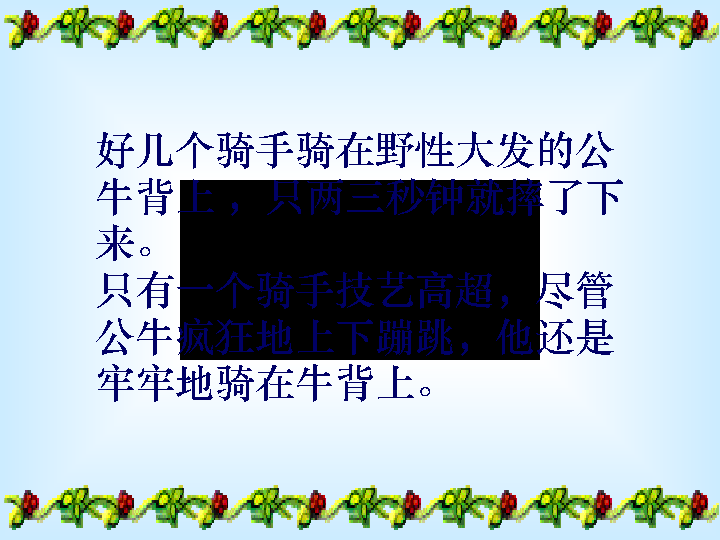 好几个骑手骑在野性大发的公
牛背上，只两三秒钟就摔了下
来。
只有一个骑手技艺高超，尽管
公牛疯狂地上下蹦跳，他还是
牢牢地骑在牛背上。